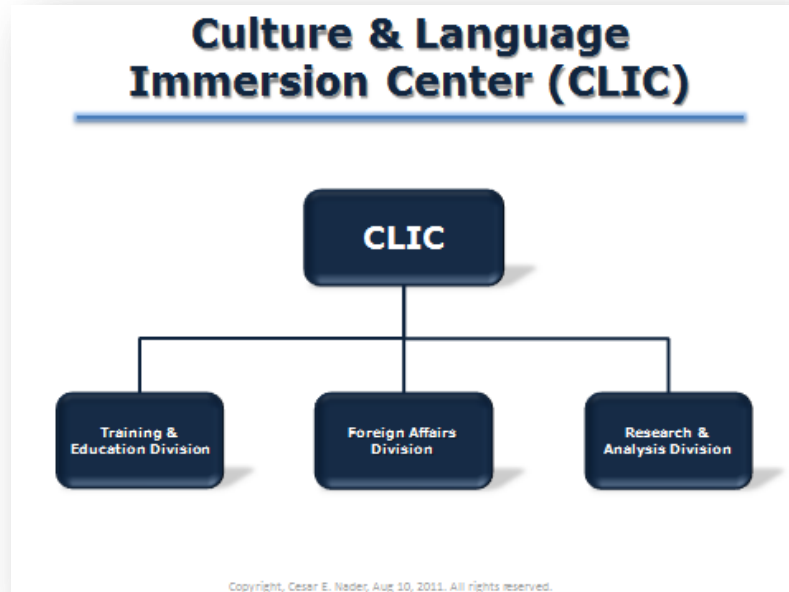 Culture & Language
Immersion Center (CLIC)
CLIC
Training &
Education Division
Foreign Affairs
Division
Research &
Analysis Division
Copyright, Cesar E. Nader, Aug 10, 2011. All rights reserved.